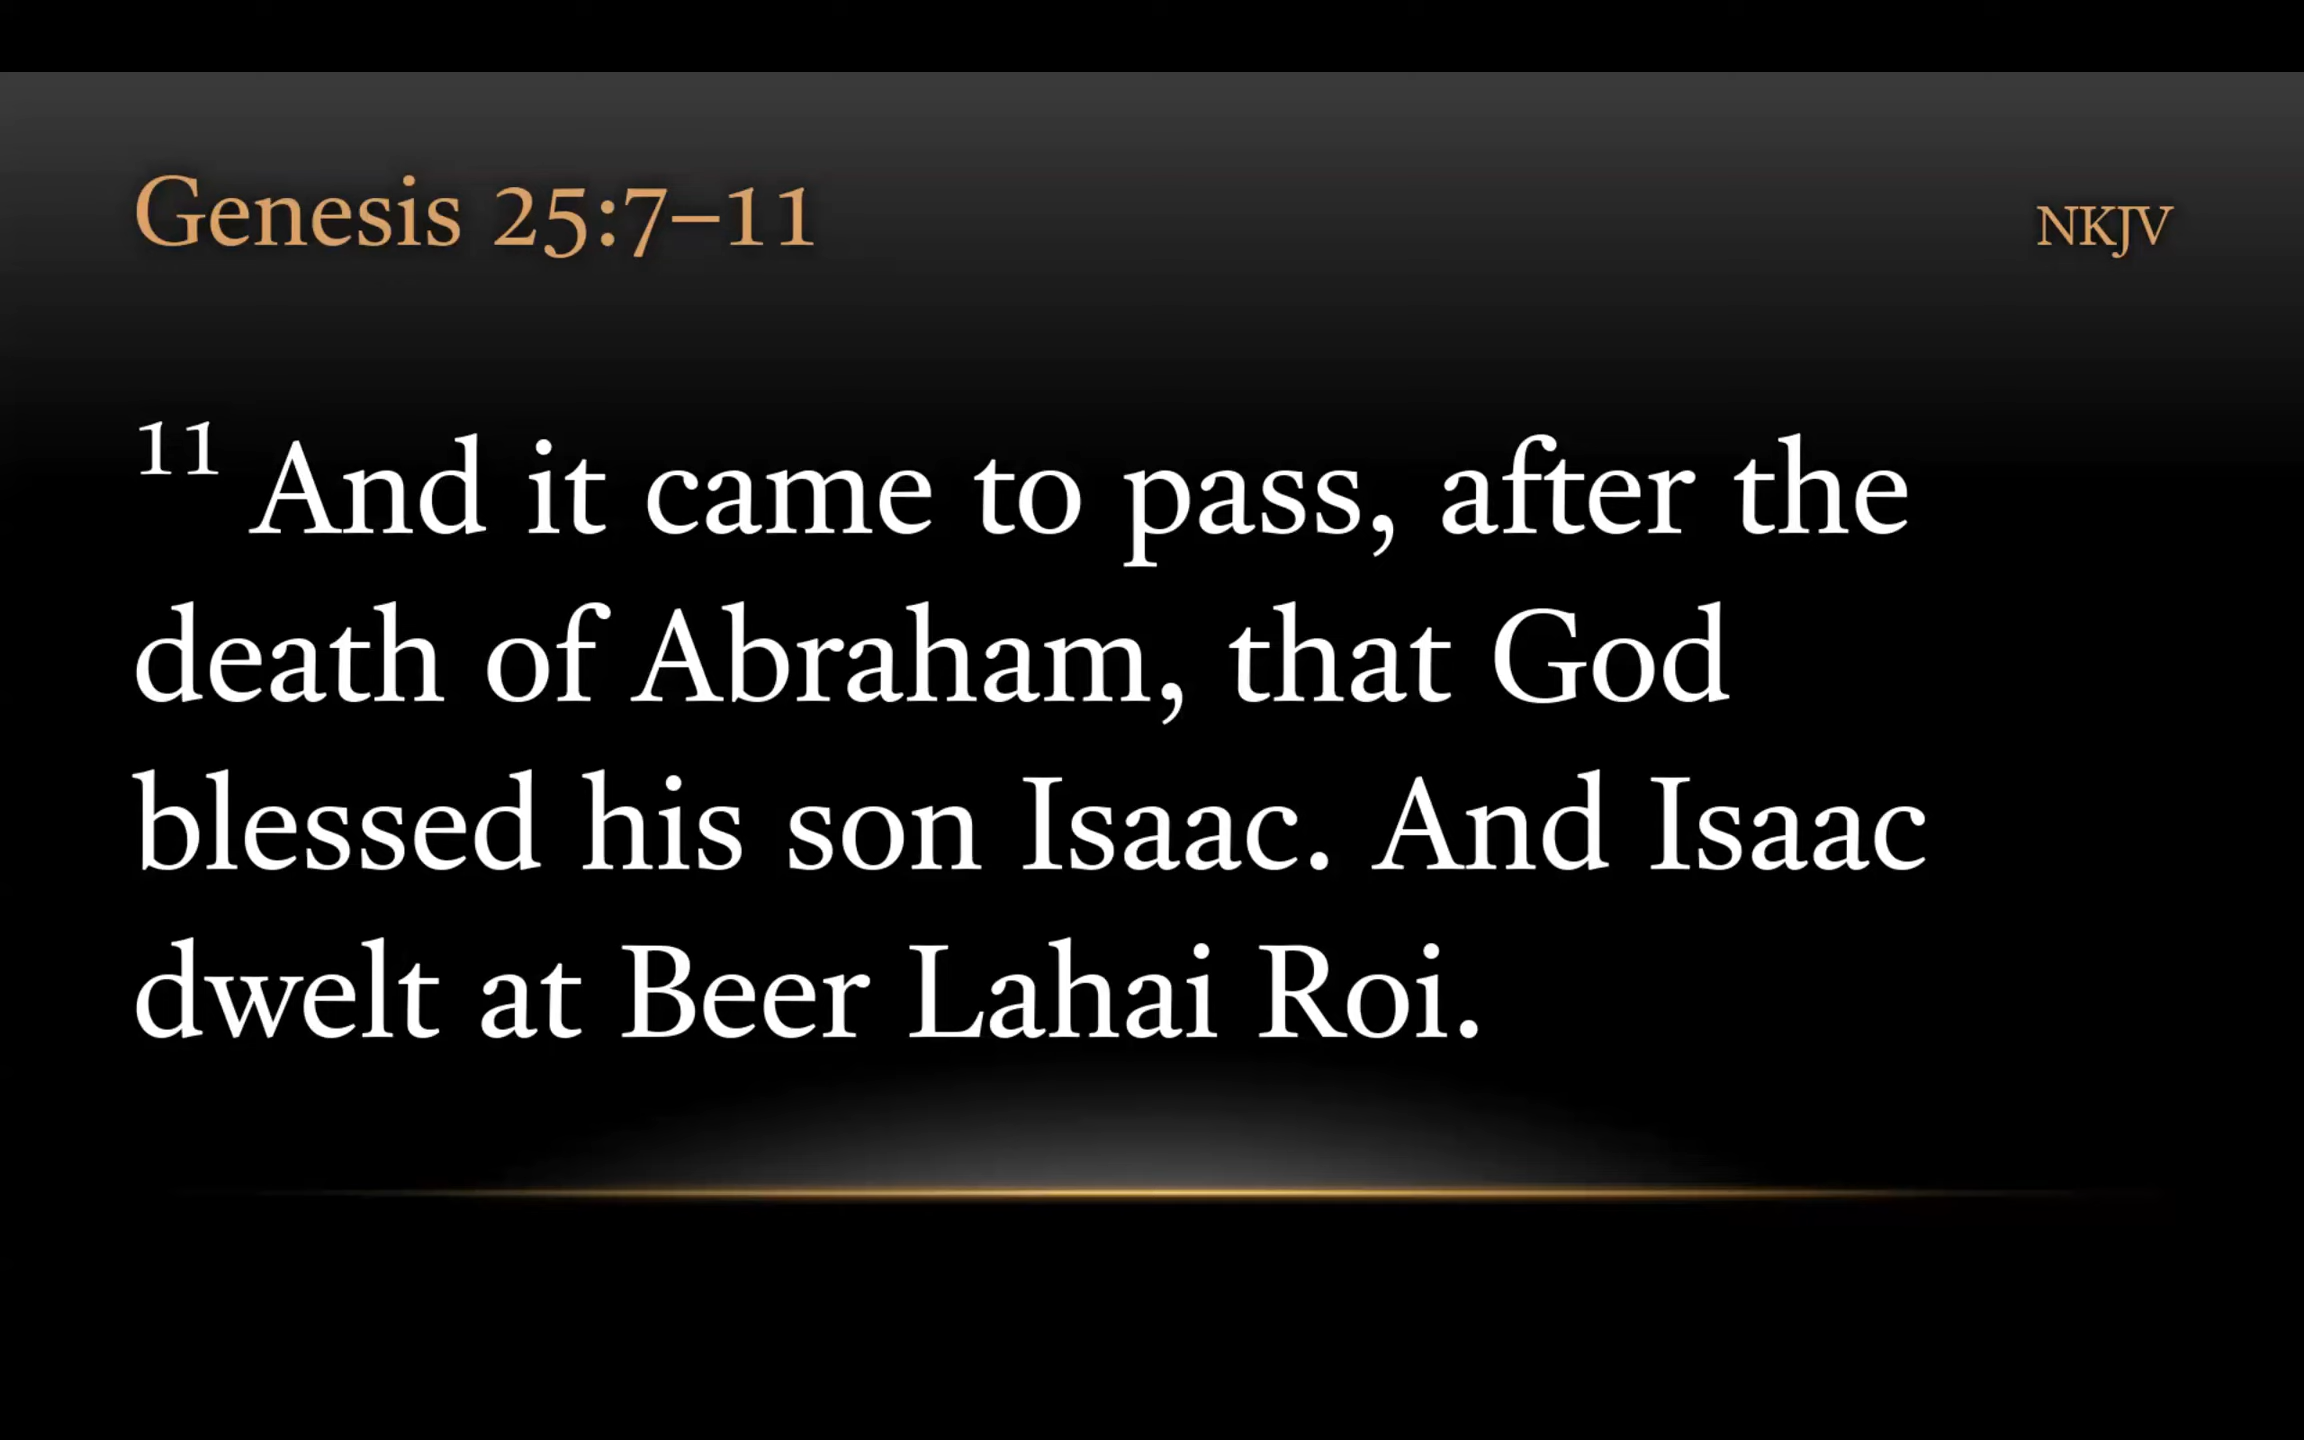 Genesis 25:7–11
NKJV
11 And it came to pass, after the
death of Abraham, that God
blessed his son Isaac. And Isaac
dwelt at Beer Lahai Roi.